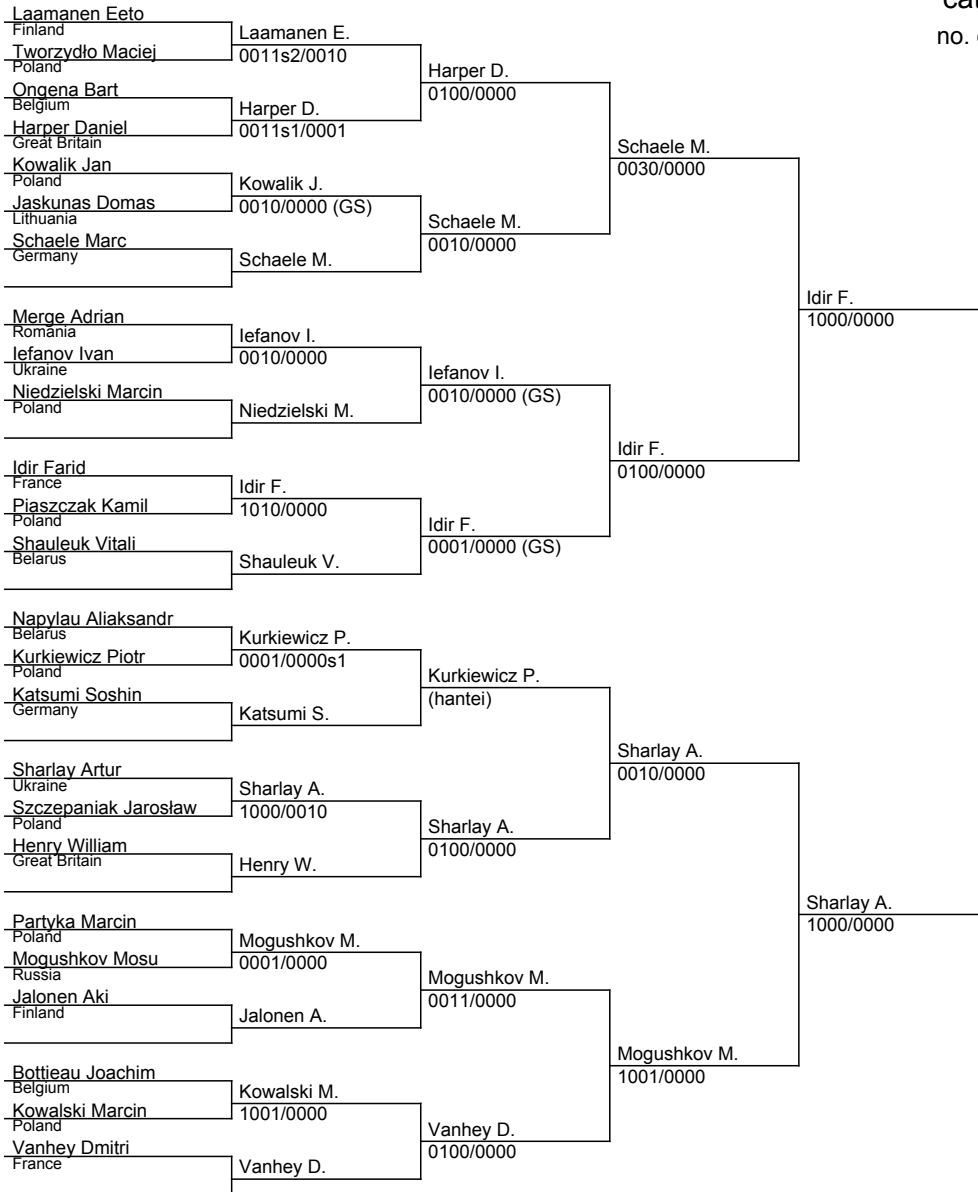 Laamanen Eeto
Finland
Tworzydło Maciej
Poland
Ongena Bart
Belgium
Harper Daniel
Great Britain
Kowalik Jan
Poland
Jaskunas Domas
Lithuania
Schaele Marc
Germany
Merge Adrian
Romania
Iefanov Ivan
Ukraine
Niedzielski Marcin
Poland
Idir Farid
France
Piaszczak Kamil
Poland
Shauleuk Vitali
Belarus
Napylau Aliaksandr
Belarus
Kurkiewicz Piotr
Poland
Katsumi Soshin
Germany
Sharlay Artur
Ukraine
Szczepaniak Jarosław
Poland
Henry William
Great Britain
Partyka Marcin
Poland
Mogushkov Mosu
Russia
Jalonen Aki
Finland
Bottieau Joachim
Belgium
Kowalski Marcin
Poland
Vanhey Dmitri
France
Laamanen E.
0011s2/0010
Harper D.
0011s1/0001
Kowalik J.
0010/0000 (GS)
Schaele M.
Iefanov I.
0010/0000
Niedzielski M.
Idir F.
1010/0000
Shauleuk V.
Kurkiewicz P.
0001/0000s1
Katsumi S.
Sharlay A.
1000/0010
Henry W.
Mogushkov M.
0001/0000
Jalonen A.
Kowalski M.
1001/0000
Vanhey D.
Harper D.
0100/0000
Schaele M.
0010/0000
Iefanov I.
0010/0000 (GS)
Idir F.
0001/0000 (GS)
Kurkiewicz P.
(hantei)
Sharlay A.
0100/0000
Mogushkov M.
0011/0000
Vanhey D.
0100/0000
Schaele M.
0030/0000
Idir F.
0100/0000
Sharlay A.
0010/0000
Mogushkov M.
1001/0000
Idir F.
1000/0000
Sharlay A.
1000/0000
no.